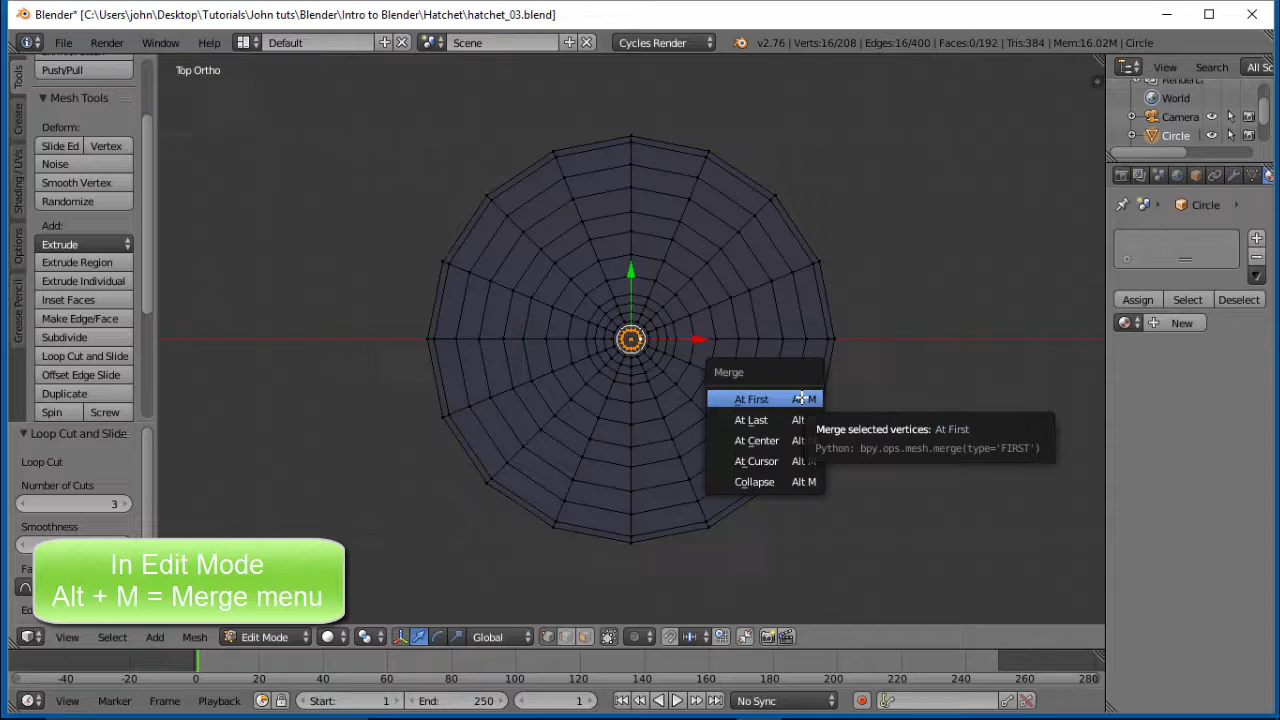 Blender* [C:\Users\john\Desktop\Tutorials\John tuts\Blender\Intro to Blender\Hatchet\hatchet_03.blend]
File Render Window Help Default Scene Cycles Render v2.76 | Verts:16/208 | Edges:16/400 | Faces:0/192 | Tris:384 | Mem:16.02M | Circle
Push/Pull
Mesh Tools
Deform:
Slide Ed Vertex
Noise
Smooth Vertex
Randomize
Add:
Extrude
Extrude Region
Extrude Individual
Inset Faces
Make Edge/Face
Subdivide
Loop Cut and Slide
Offset Edge Slide
Duplicate
Spin Screw
Loop Cut and Slide
Loop Cut
Number of Cuts
3
Smoothness
Tools
Create
Shading / UVs
Options
Grease Pencil
Top Ortho
Merge
At First Alt M
At Last Alt
At Center Alt
At Cursor Alt M
Collapse Alt M
Merge selected vertices: At First
Python: bpy.ops.mesh.merge(type='FIRST')
In Edit Mode
Alt + M = Merge menu
View Search All Sc
World
Camera
Circle
Circle
Assign Select Deselect
New
View Select Add Mesh Edit Mode Global
-40 -20 0 20 40 60 80 100 120 140 160 180 200 220 240 260 280
View Marker Frame Playback Start: 1 End: 250 1 No Sync